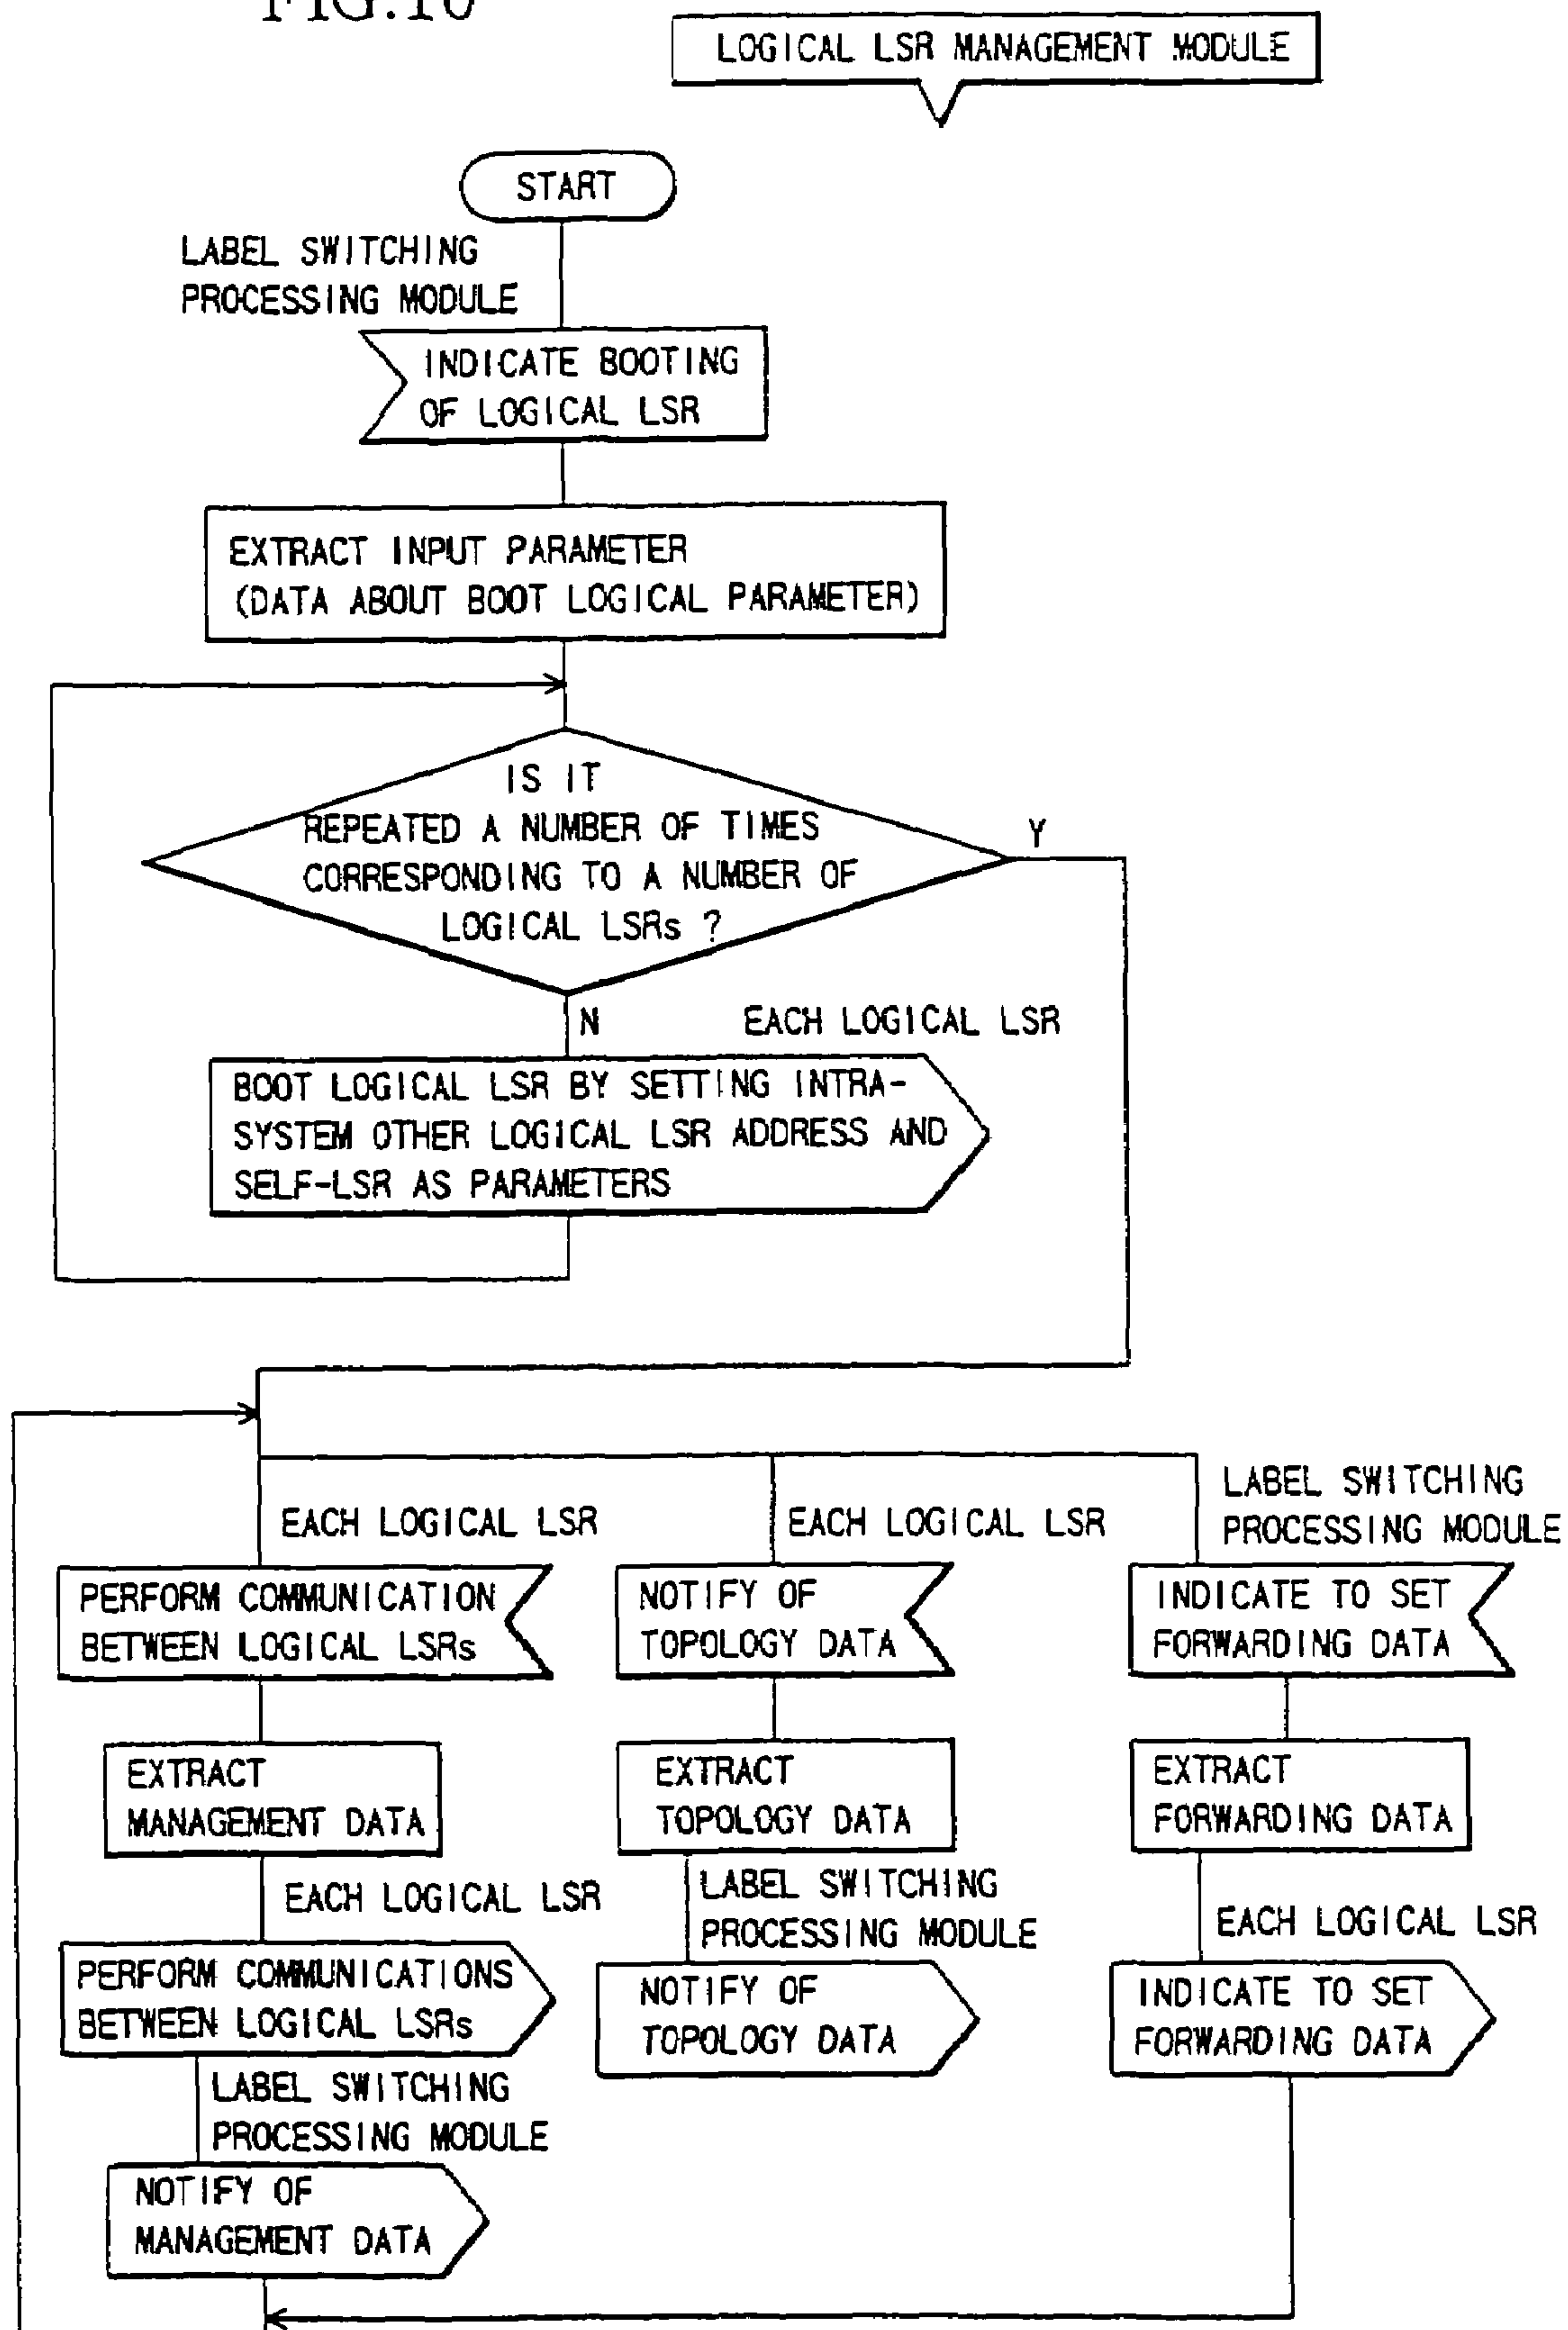 FIG.10
LOGICAL LSR MANAGEMENT MODULE
START
LABEL SWITCHING
PROCESSING MODULE
INDICATE BOOTING
OF LOGICAL LSR
EXTRACT INPUT PARAMETER
(DATA ABOUT BOOT LOGICAL PARAMETER)
IS IT
REPEATED A NUMBER OF TIMES
CORRESPONDING TO A NUMBER OF
LOGICAL LSRs ?
Y
N
EACH LOGICAL LSR
BOOT LOGICAL LSR BY SETTING INTRA-
SYSTEM OTHER LOGICAL LSR ADDRESS AND
SELF-LSR AS PARAMETERS
EACH LOGICAL LSR
PERFORM COMMUNICATION
BETWEEN LOGICAL LSRs
EXTRACT
MANAGEMENT DATA
EACH LOGICAL LSR
PERFORM COMMUNICATIONS
BETWEEN LOGICAL LSRs
LABEL SWITCHING
PROCESSING MODULE
NOTIFY OF
MANAGEMENT DATA
EACH LOGICAL LSR
NOTIFY OF
TOPOLOGY DATA
EXTRACT
TOPOLOGY DATA
LABEL SWITCHING
PROCESSING MODULE
NOTIFY OF
TOPOLOGY DATA
LABEL SWITCHING
PROCESSING MODULE
INDICATE TO SET
FORWARDING DATA
EXTRACT
FORWARDING DATA
EACH LOGICAL LSR
INDICATE TO SET
FORWARDING DATA